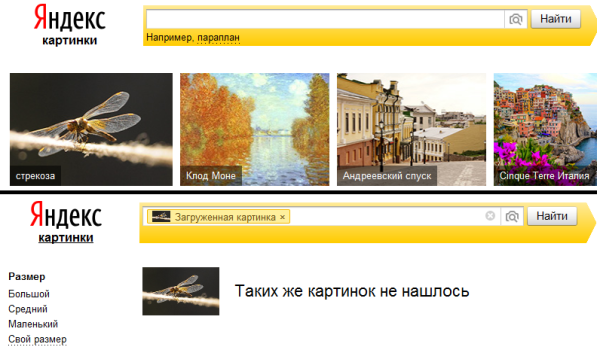 Яндекс
картинки
Найти
Например, параплан
стрекоза
Клод Моне
Андреевский спуск
Cinque Terre Италия
Яндекс
картинки
Загруженная картинка ×
Найти
Размер
Большой
Средний
Маленький
Свой размер
Таких же картинок не нашлось